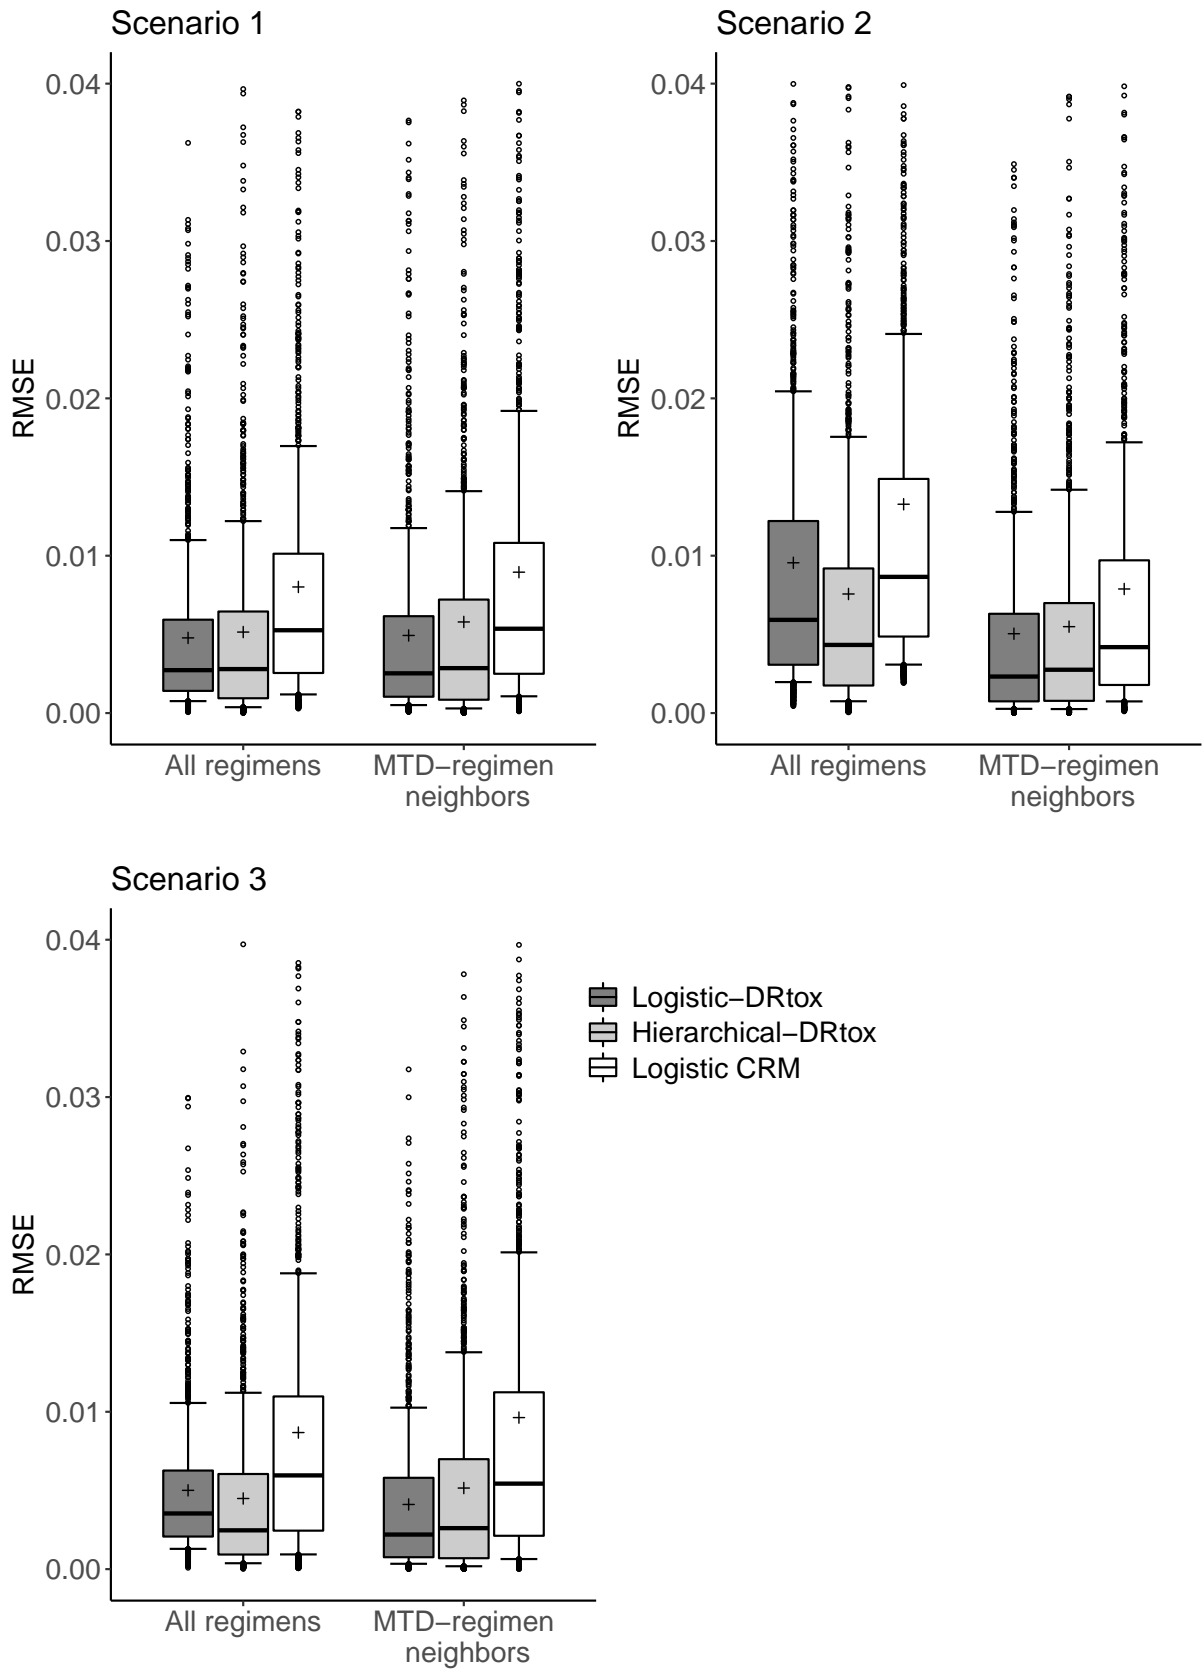 Scenario 1
0.04
0.03
0.02
0.01
0.00
RMSE
All regimens
MTD−regimen
neighbors
Scenario 2
0.04
0.03
0.02
0.01
0.00
RMSE
All regimens
MTD−regimen
neighbors
Scenario 3
0.04
0.03
0.02
0.01
0.00
RMSE
All regimens
MTD−regimen
neighbors
Logistic−DRtox
Hierarchical−DRtox
Logistic CRM